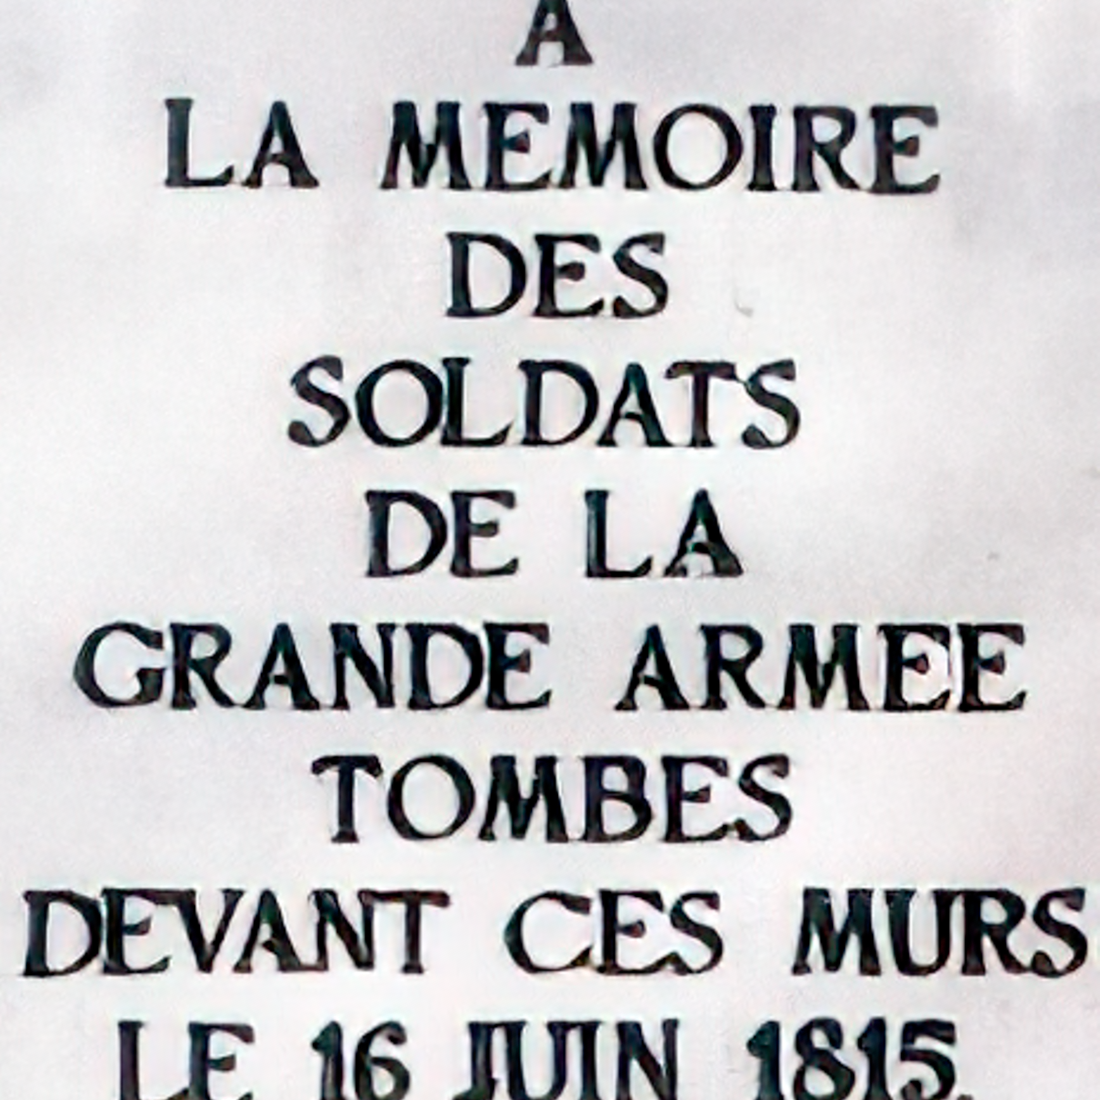 A
LA MEMOIRE
DES
SOLDATS
DE LA
GRANDE ARMEE
TOMBES
DEVANT CES MURS
LE 16 JUIN 1815.